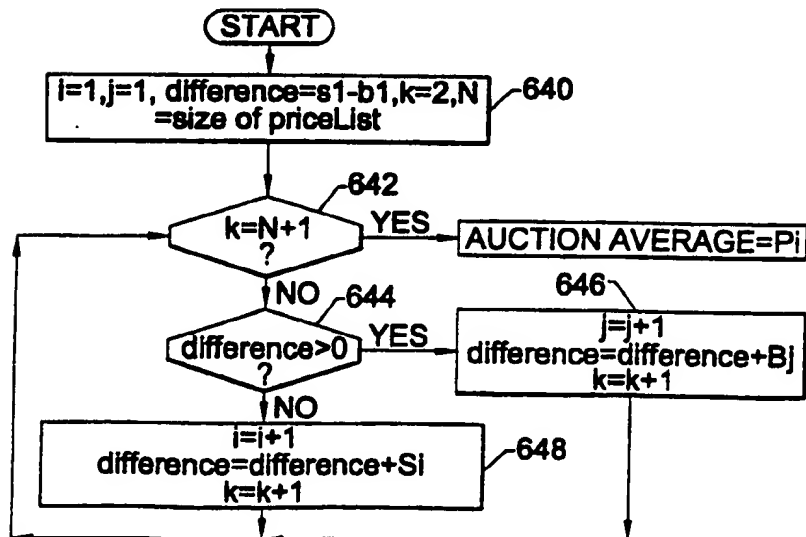 START
i=1,j=1, difference=s1-b1,k=2,N
=size of priceList
640
642
k=N+1
?
YES
AUCTION AVERAGE=Pi
NO
644
646
difference>0
?
YES
j=j+1
difference=difference+Bj
k=k+1
NO
i=i+1
difference=difference+Si
k=k+1
648